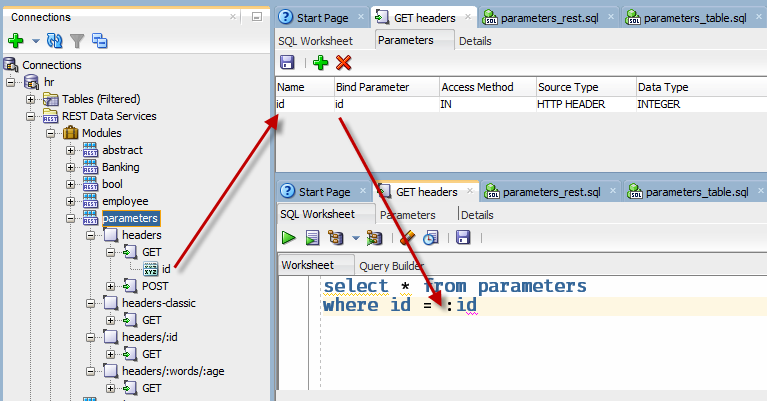 Connections
Connections
hr
Tables (Filtered)
REST Data Services
Modules
abstract
Banking
bool
employee
parameters
headers
GET
id
POST
headers-classic
GET
headers/:id
GET
headers/:words/:age
GET
Start Page GET headers parameters_rest.sql parameters_table.sql
SQL Worksheet Parameters Details
Name Bind Parameter Access Method Source Type Data Type
id id IN HTTP HEADER INTEGER
Start Page GET headers parameters_rest.sql parameters_table.sql
SQL Worksheet Parameters Details
Worksheet Query Builder
select * from parameters
where id = :id